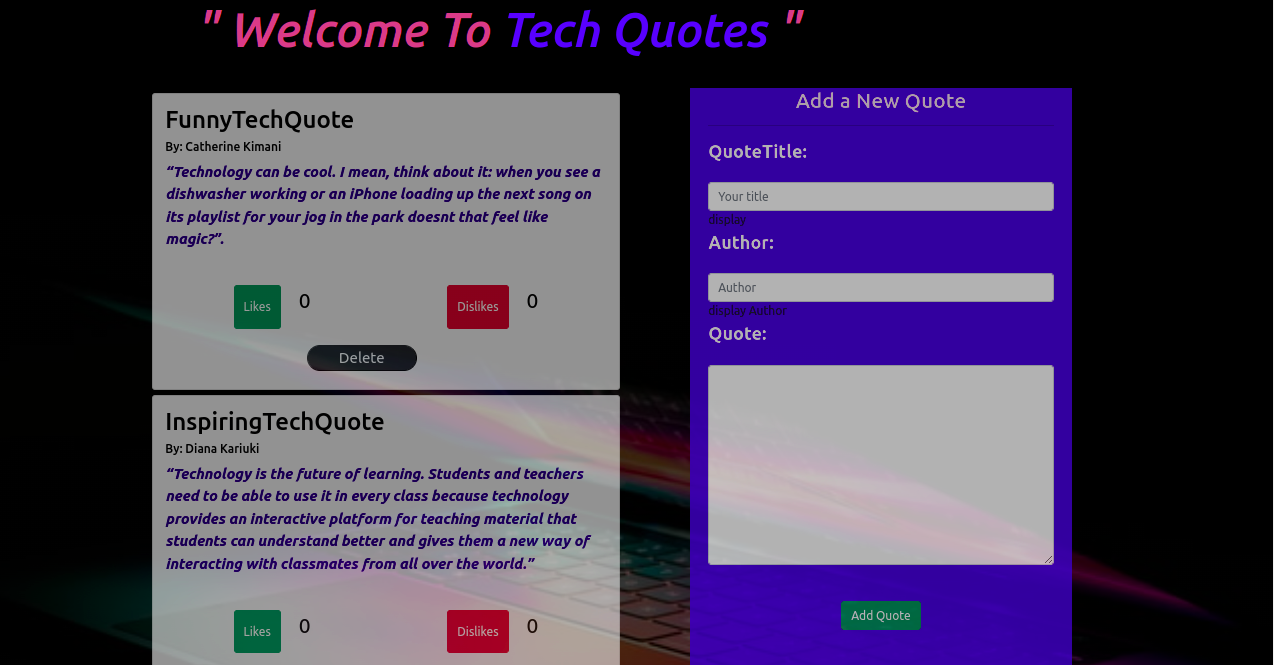 " Welcome To Tech Quotes "
FunnyTechQuote
By: Catherine Kimani
“Technology can be cool. I mean, think about it: when you see a
dishwasher working or an iPhone loading up the next song on
its playlist for your jog in the park doesnt that feel like
magic?”.
Likes
0
Dislikes
0
Delete
InspiringTechQuote
By: Diana Kariuki
“Technology is the future of learning. Students and teachers
need to be able to use it in every class because technology
provides an interactive platform for teaching material that
students can understand better and gives them a new way of
interacting with classmates from all over the world.”
Likes
0
Dislikes
0
Add a New Quote
QuoteTitle:
Your title
display
Author:
Author
display Author
Quote:
Add Quote